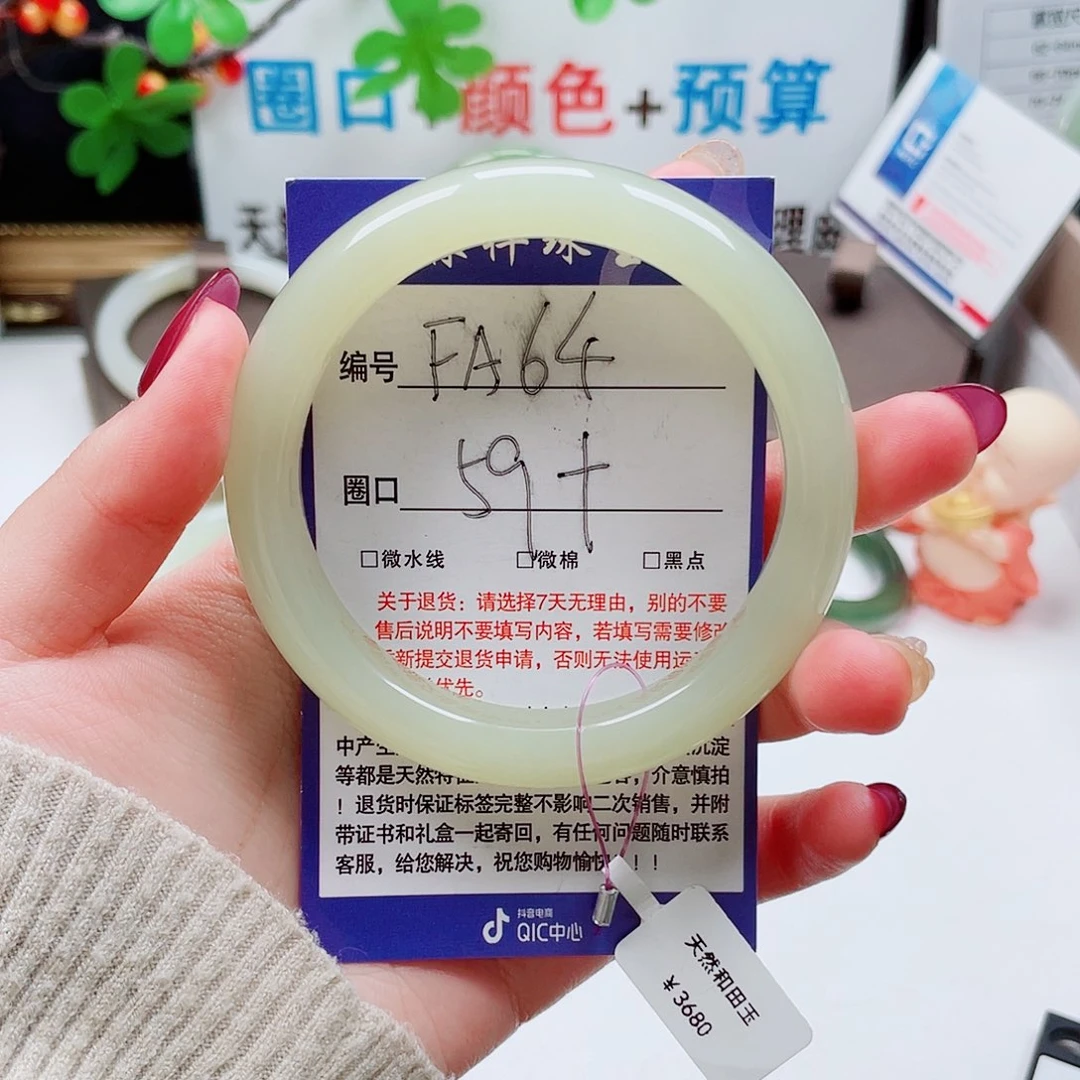 圈口+颜色+预算
编号 FA64
圈口 59+
□微水线 □微棉 □黑点
关于退货：请选择7天无理由，别的不要
售后说明不要填写内容，若填写需要修改
新提交退货申请，否则无法使用运
优先。
中产生 沉淀
等都是天然特 介意慎拍
！退货时保证标签完整不影响二次销售，并附
带证书和礼盒一起寄回，有任何问题随时联系
客服，给您解决，祝您购物愉快！！！
抖音电商
QIC中心
天然和田玉
¥3680